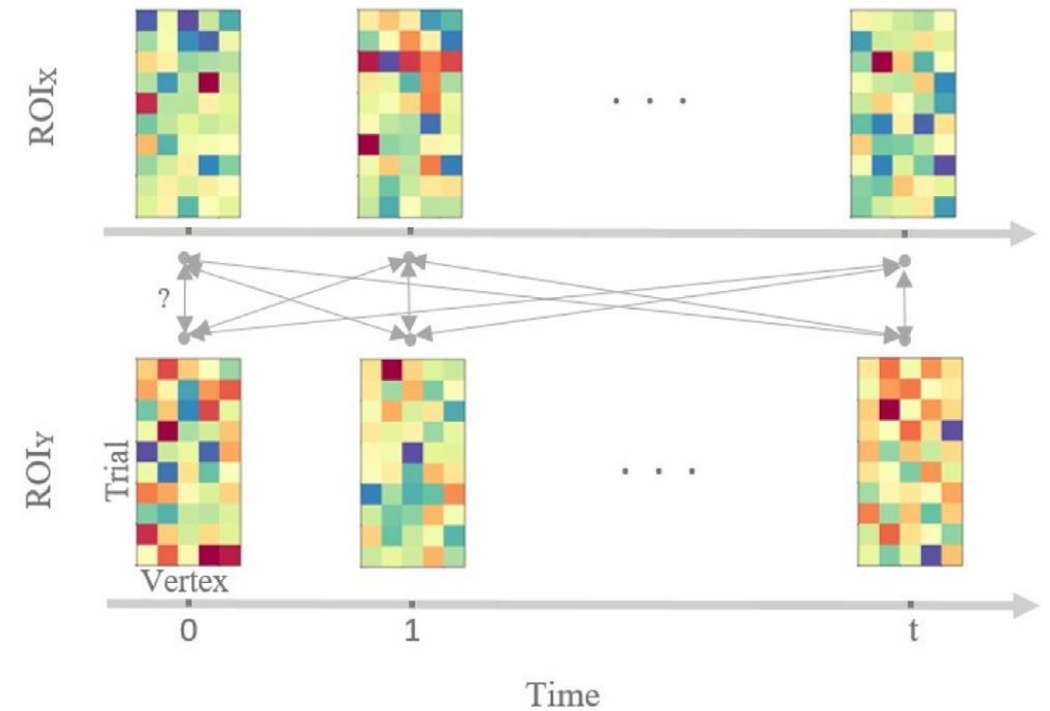 ROIX
. . .
?
ROIY
Trial
. . .
Vertex
0 1 t
Time